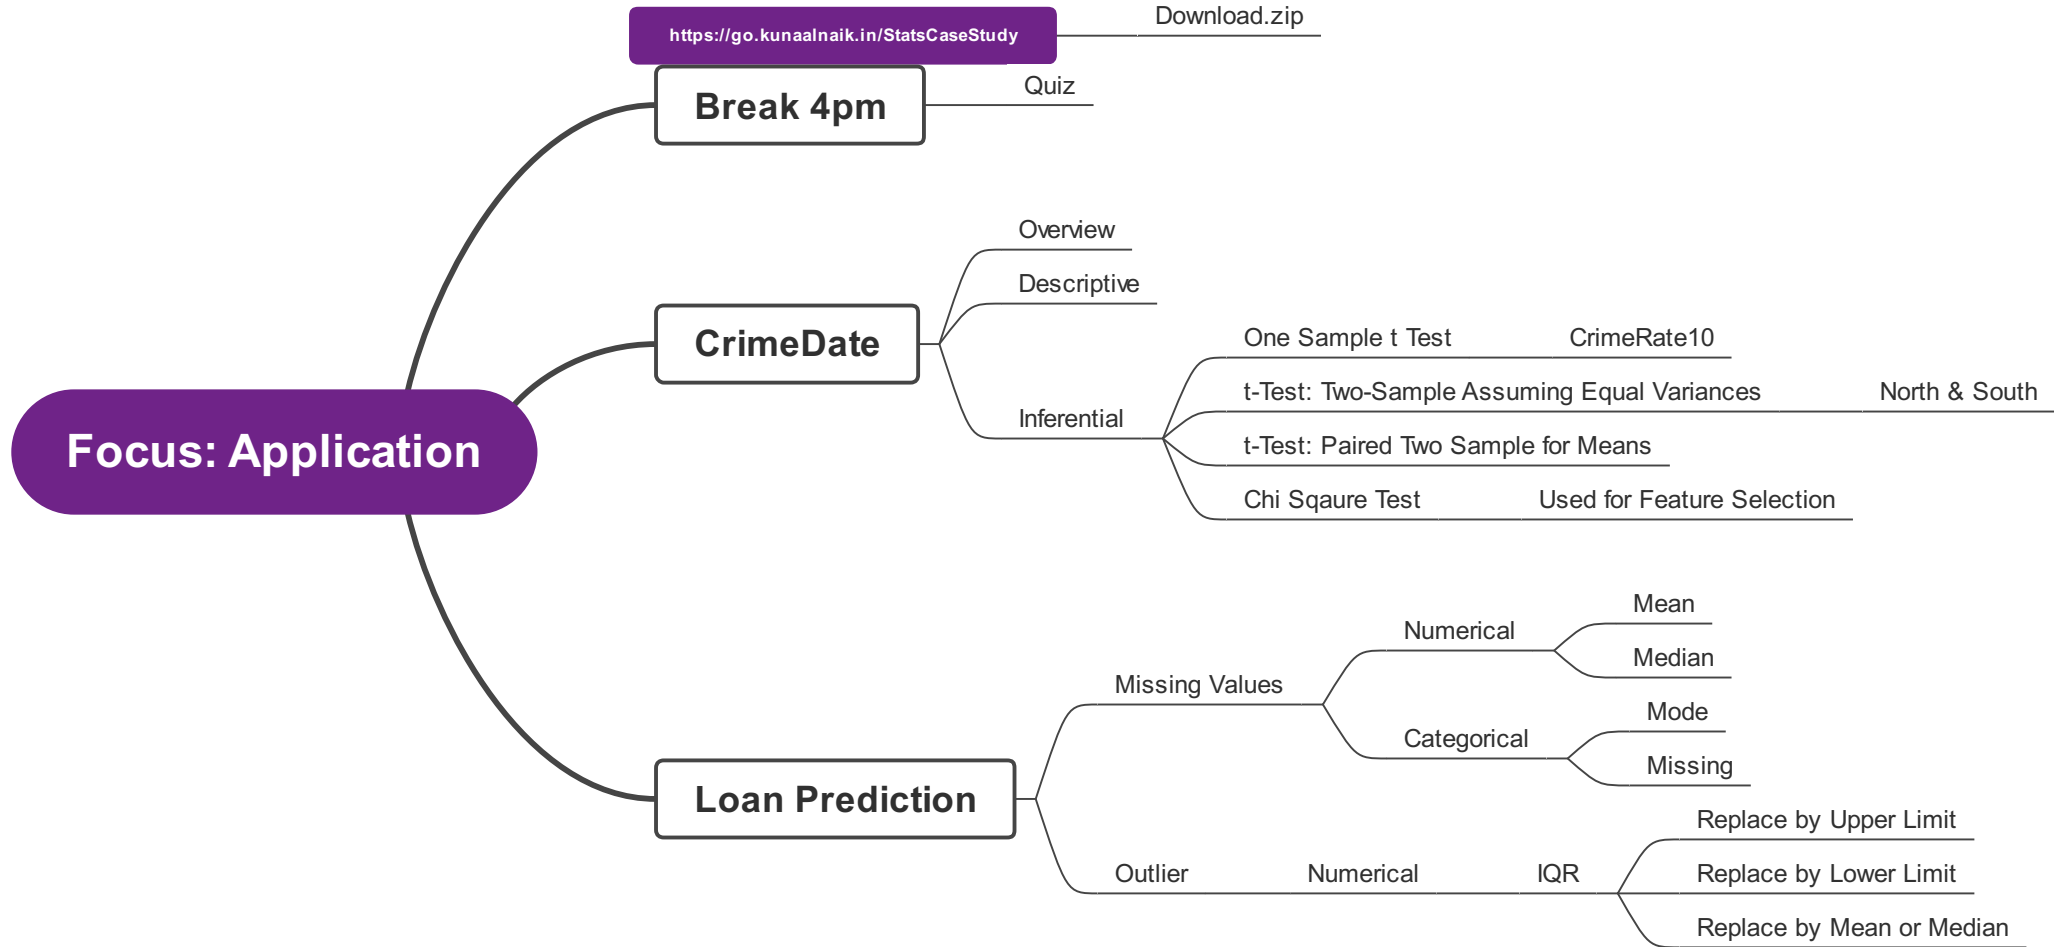 https://go.kunaalnaik.in/StatsCaseStudy
Download.zip
Break 4pm
Quiz
Focus: Application
CrimeDate
Overview
Descriptive
Inferential
One Sample t Test
CrimeRate10
t-Test: Two-Sample Assuming Equal Variances
North & South
t-Test: Paired Two Sample for Means
Chi Sqaure Test
Used for Feature Selection
Loan Prediction
Missing Values
Numerical
Mean
Median
Categorical
Mode
Missing
Outlier
Numerical
IQR
Replace by Upper Limit
Replace by Lower Limit
Replace by Mean or Median